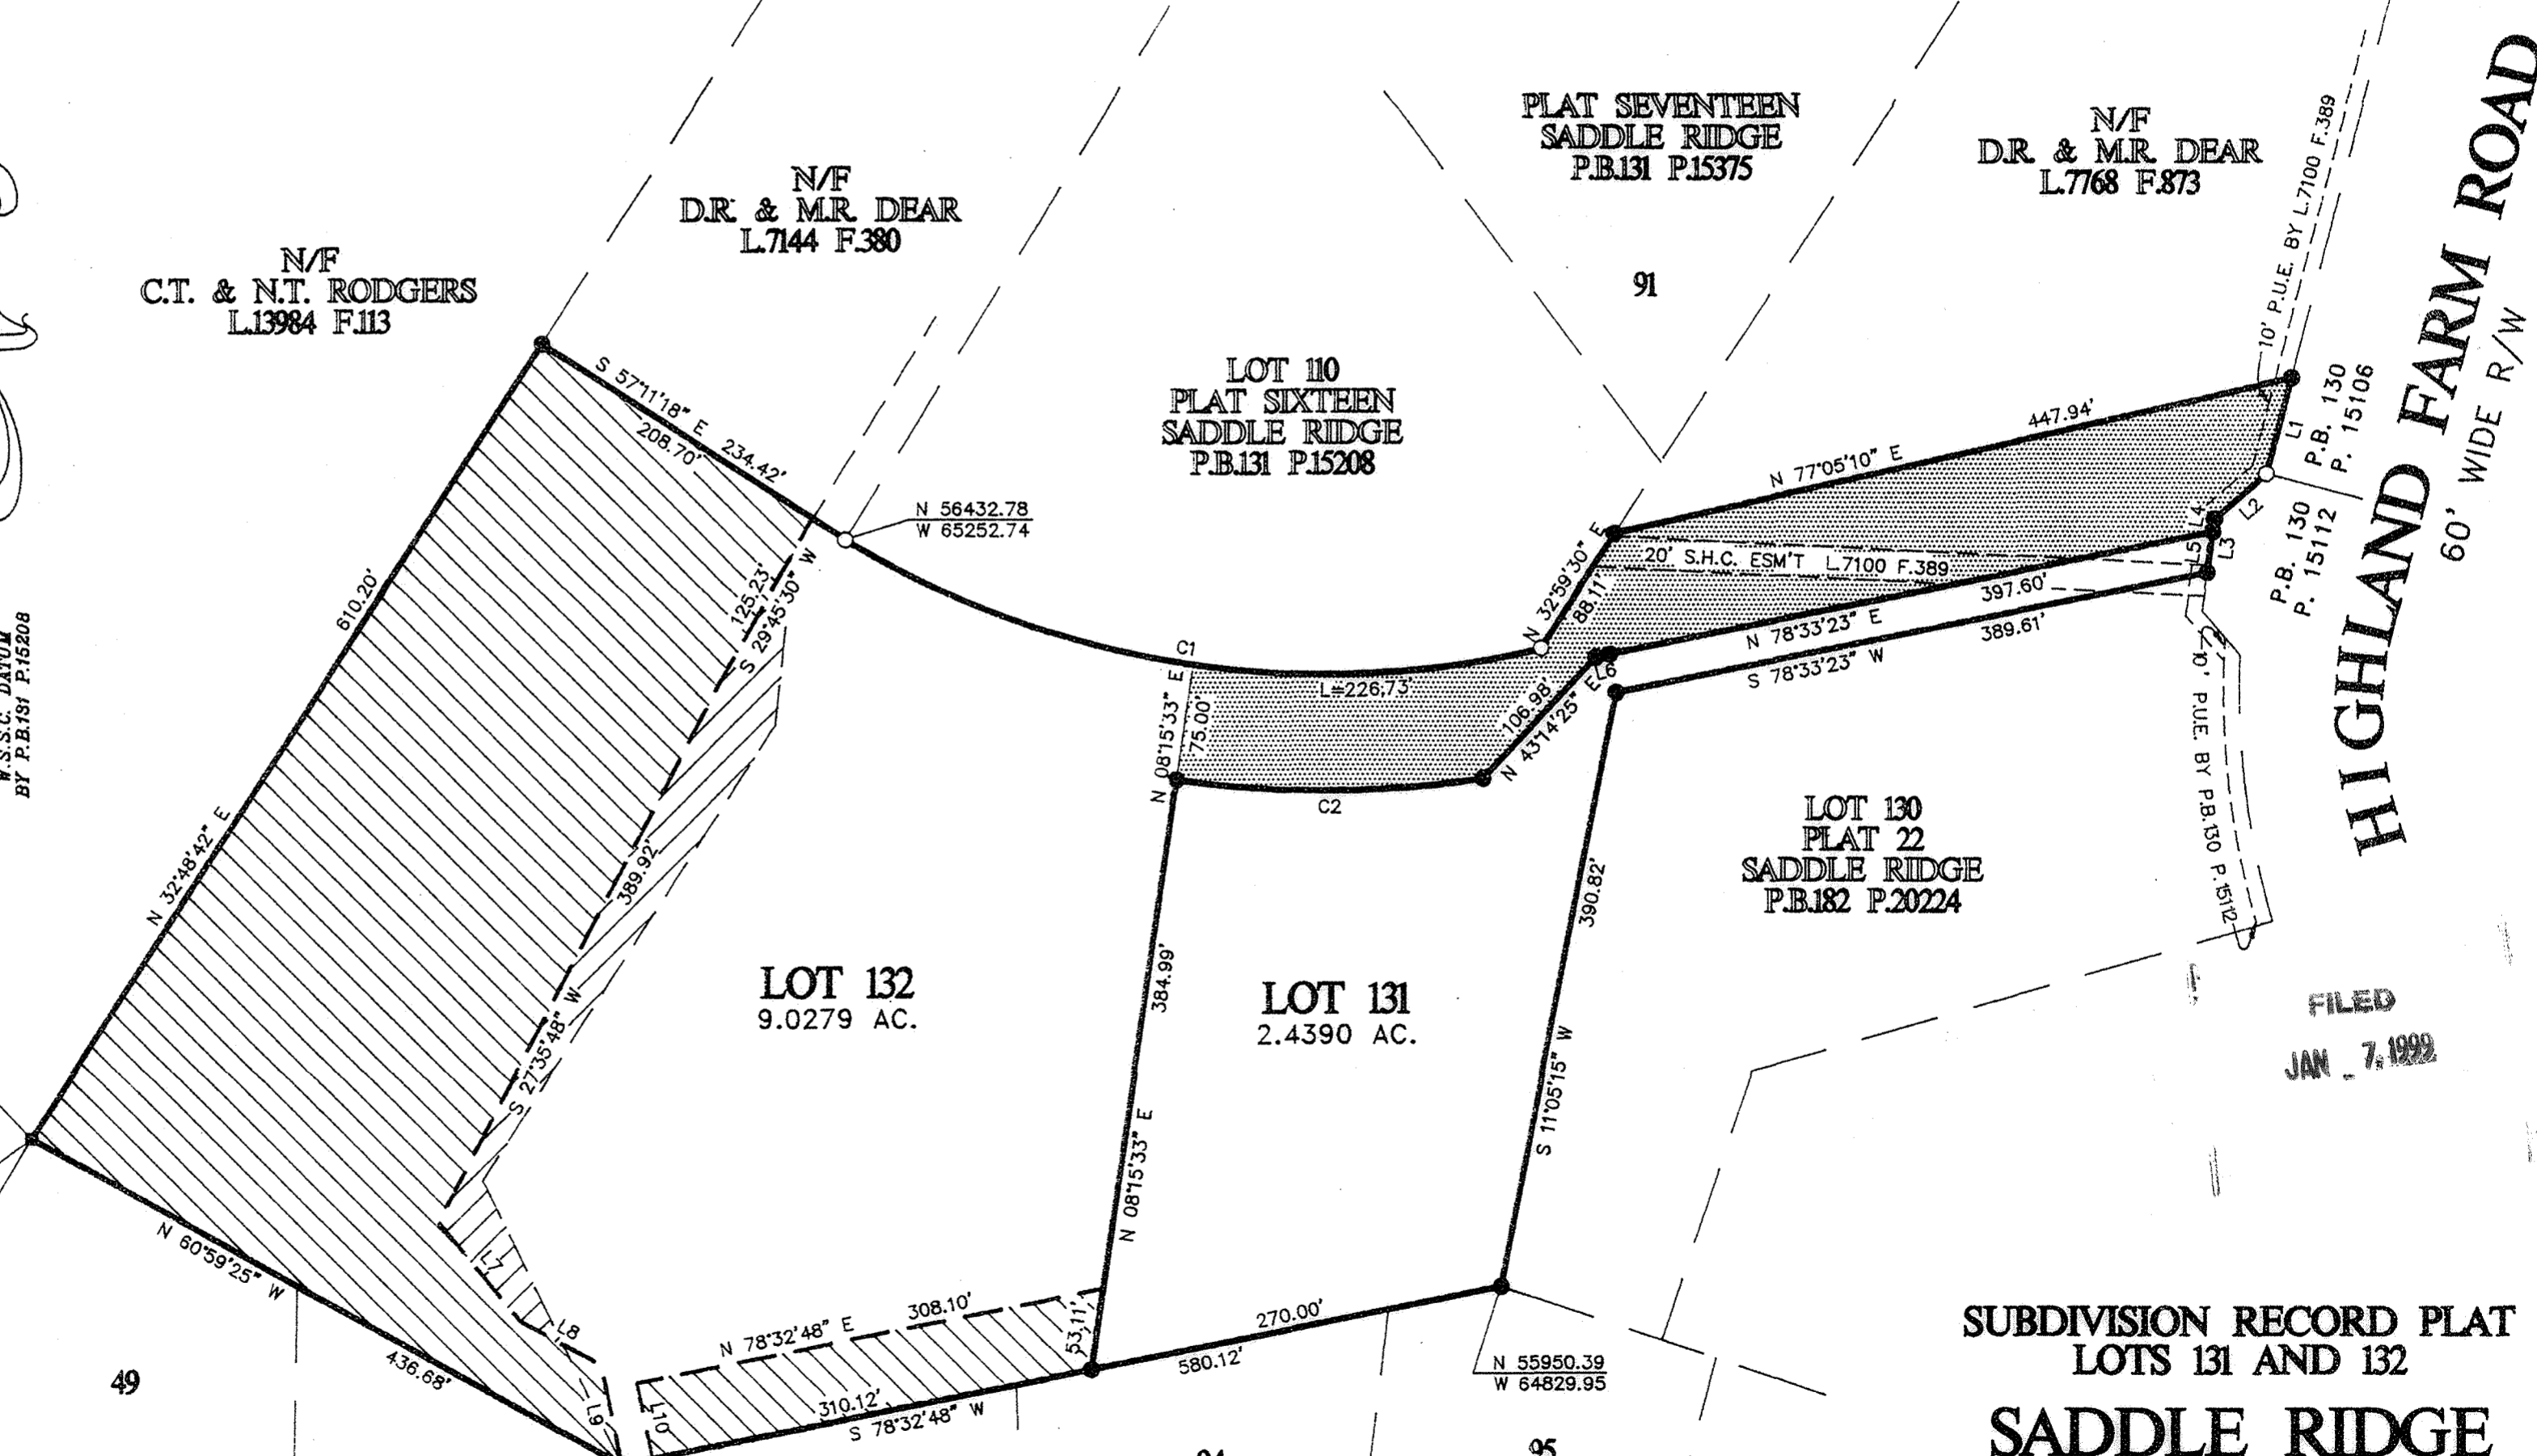 PLAT SEVENTEEN
SADDLE RIDGE
P.B.131 P.15375
N/F
D.R. & M.R. DEAR
L.7768 F.873
10' P.U.E. BY L.7100 F.389
HIGHLAND FARM ROAD
60' WIDE R/W
N/F
D.R. & M.R. DEAR
L.7144 F.380
N/F
C.T. & N.T. RODGERS
L.13984 F.113
91
LOT 110
PLAT SIXTEEN
SADDLE RIDGE
P.B.131 P.15208
S 57°11'18" E 234.42'
208.70'
N 56432.78
W 65252.74
447.94'
N 77°05'10" E
L1
P.B. 130
P. 15106
L2
L4
L5
L3
P.B. 130
P. 15112
20' S.H.C. ESM'T L.7100 F.389
N 32°59'30" E
88.11'
397.60'
N 78°33'23" E
389.61'
S 78°33'23" W
610.20'
N 32°48'42" E
125.23'
S 29°45'30" W
W.S.S.C. DATUM
BY P.B.131 P.15208
C1
L=226.73'
N 08°15'33" E
75.00'
L6
106.98'
N 43°14'25" E
C2
10' P.U.E. BY P.B.130 P.15112
LOT 130
PLAT 22
SADDLE RIDGE
P.B.182 P.20224
389.92'
S 27°35'48" W
LOT 132
9.0279 AC.
384.99'
N 08°15'33" E
LOT 131
2.4390 AC.
390.82'
S 11°05'15" W
FILED
JAN _ 7, 1999
N 60°59'25" W
436.68'
L7
L8
L9
L10
N 78°32'48" E 308.10'
53.11'
310.12'
S 78°32'48" W
270.00'
580.12'
N 55950.39
W 64829.95
49
94
95
SUBDIVISION RECORD PLAT
LOTS 131 AND 132
SADDLE RIDGE